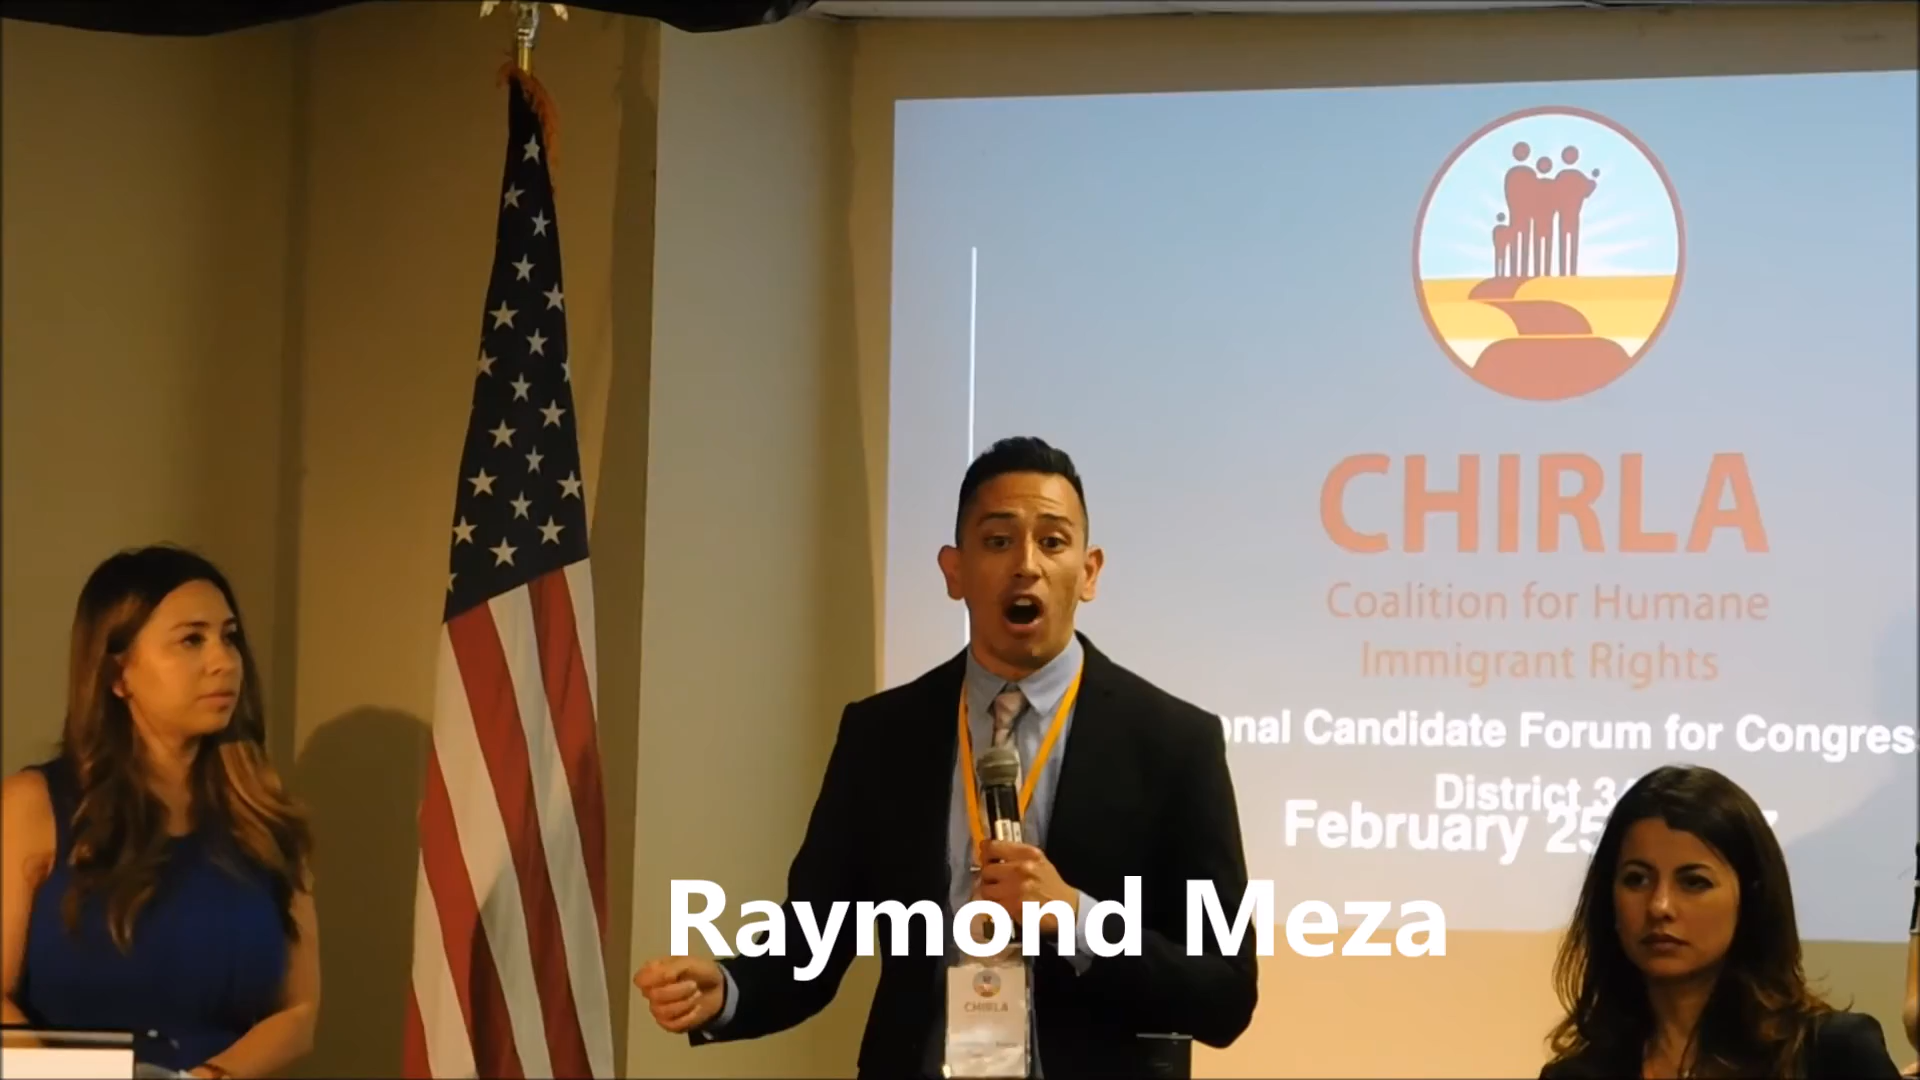 CHIRLA
Coalition for Humane
Immigrant Rights
onal Candidate Forum for Congres
District 3
February 25
Raymond Meza
CHIRLA